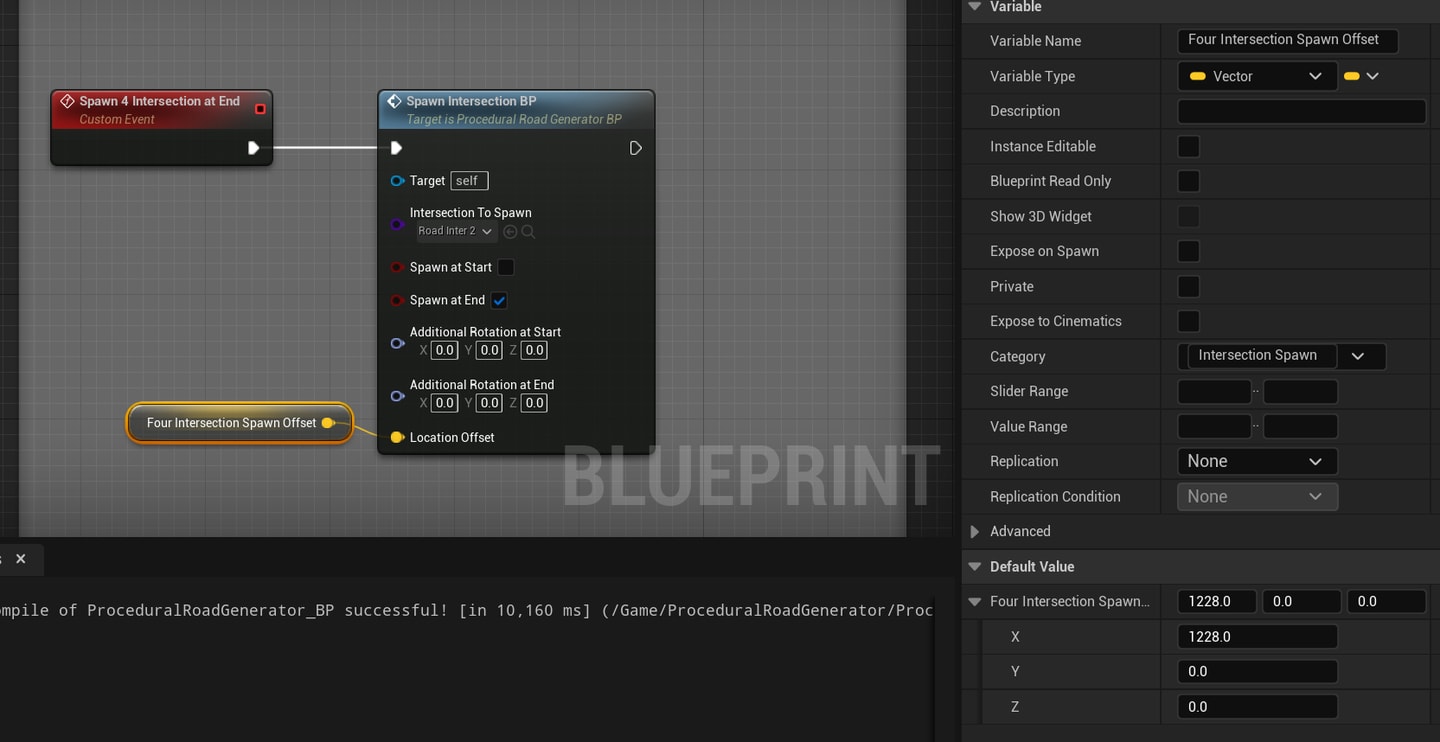 Spawn 4 Intersection at End
Custom Event
Spawn Intersection BP
Target is Procedural Road Generator BP
Target self
Intersection To Spawn
Road Inter 2
Spawn at Start
Spawn at End
Additional Rotation at Start
X 0.0 Y 0.0 Z 0.0
Additional Rotation at End
X 0.0 Y 0.0 Z 0.0
Location Offset
Four Intersection Spawn Offset
BLUEPRINT
ompile of ProceduralRoadGenerator_BP successful! [in 10,160 ms] (/Game/ProceduralRoadGenerator/Proc
Variable
Variable Name Four Intersection Spawn Offset
Variable Type Vector
Description
Instance Editable
Blueprint Read Only
Show 3D Widget
Expose on Spawn
Private
Expose to Cinematics
Category Intersection Spawn
Slider Range
Value Range
Replication None
Replication Condition None
Advanced
Default Value
Four Intersection Spawn... 1228.0 0.0 0.0
X 1228.0
Y 0.0
Z 0.0